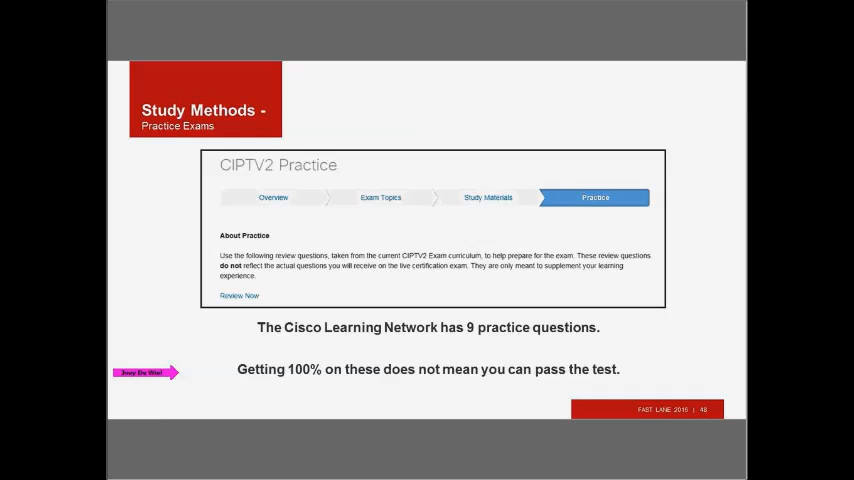 Study Methods -
Practice Exams
CIPTV2 Practice
Overview
Exam Topics
Study Materials
Practice
About Practice
Use the following review questions, taken from the current CIPTV2 Exam curriculum, to help prepare for the exam. These review questions
do not reflect the actual questions you will receive on the live certification exam. They are only meant to supplement your learning
experience.
Review Now
The Cisco Learning Network has 9 practice questions.
Getting 100% on these does not mean you can pass the test.
Joey De Wiel
FAST LANE 2016 | 48